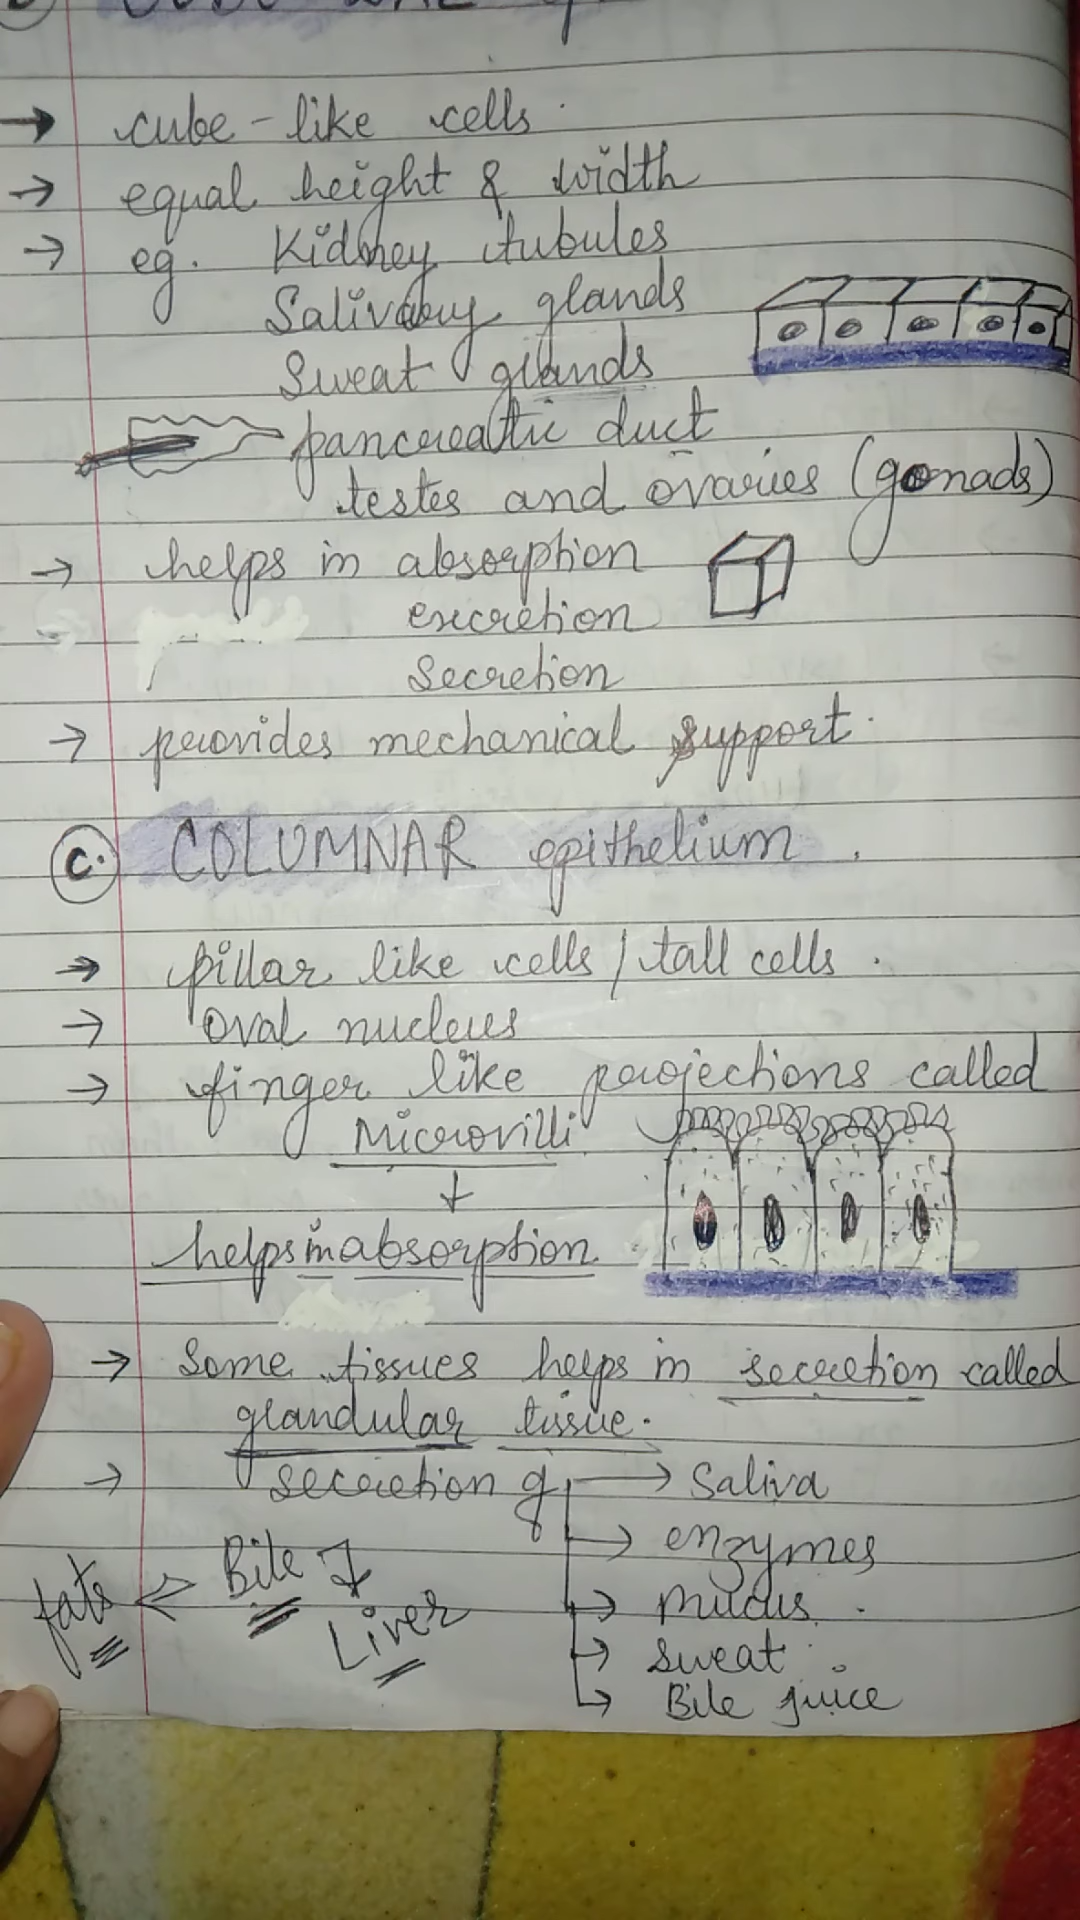 → cube-like cells.
→ equal height & width
→ eg. Kidney tubules
Salivary glands
Sweat glands
pancreatic duct
testes and ovaries (gonads)
→ helps in absorption
excretion
Secretion
→ provides mechanical support.
C. COLUMNAR epithelium.
→ pillar like cells / tall cells.
→ oval nucleus
→ finger like projections called
Microvilli
↓
helps in absorption
→ Some tissues helps in secretion called
glandular tissue.
→ secretion of → Saliva
→ enzymes
→ Mucus.
→ Sweat
→ Bile juice
fats Bile
Liver